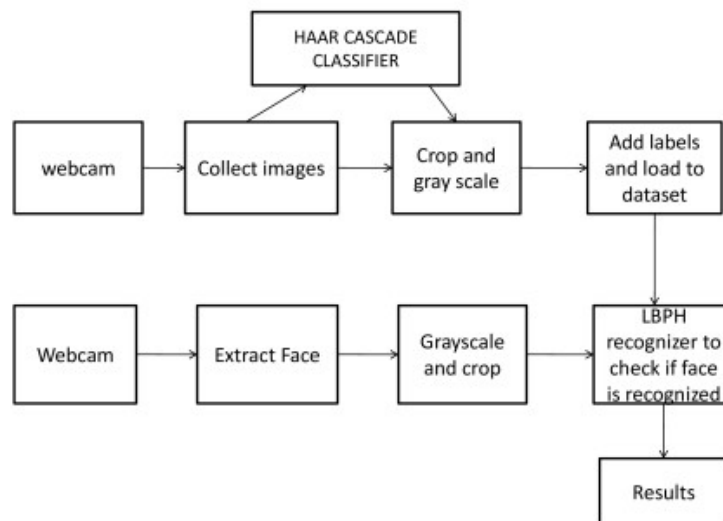 HAAR CASCADE
CLASSIFIER
webcam
Collect images
Crop and
gray scale
Add labels
and load to
dataset
Webcam
Extract Face
Grayscale
and crop
LBPH
recognizer to
check if face
is recognized
Results